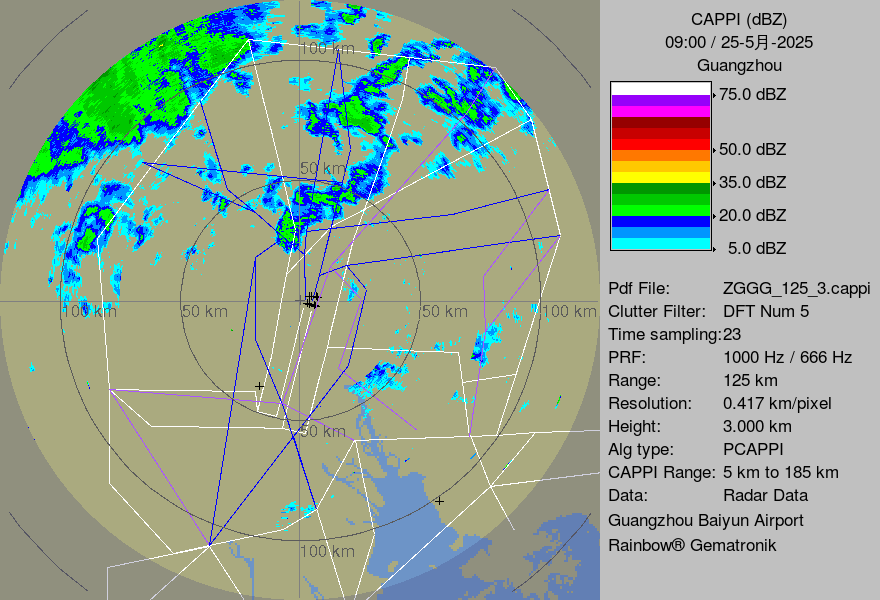 100 km
50 km
100 km
50 km
50 km
100 km
50 km
100 km
CAPPI (dBZ)
09:00 / 25-5月-2025
Guangzhou
75.0 dBZ
50.0 dBZ
35.0 dBZ
20.0 dBZ
5.0 dBZ
Pdf File: ZGGG_125_3.cappi
Clutter Filter: DFT Num 5
Time sampling:23
PRF: 1000 Hz / 666 Hz
Range: 125 km
Resolution: 0.417 km/pixel
Height: 3.000 km
Alg type: PCAPPI
CAPPI Range: 5 km to 185 km
Data: Radar Data
Guangzhou Baiyun Airport
Rainbow® Gematronik